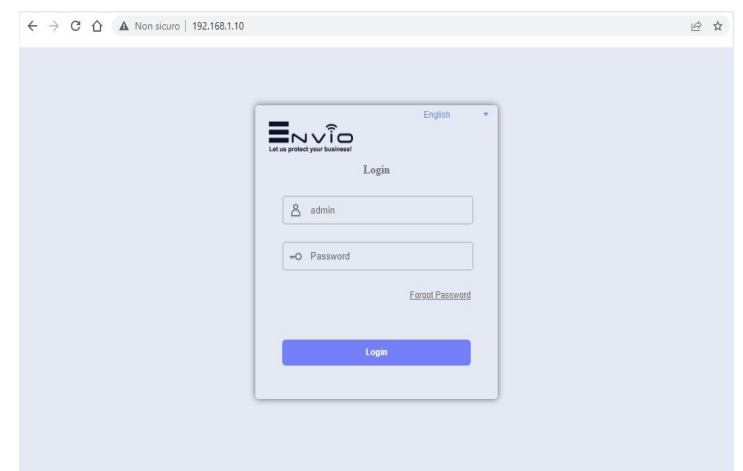 Non sicuro | 192.168.1.10
English
Envio
Let us protect your business!
Login
admin
Password
Forgot Password
Login